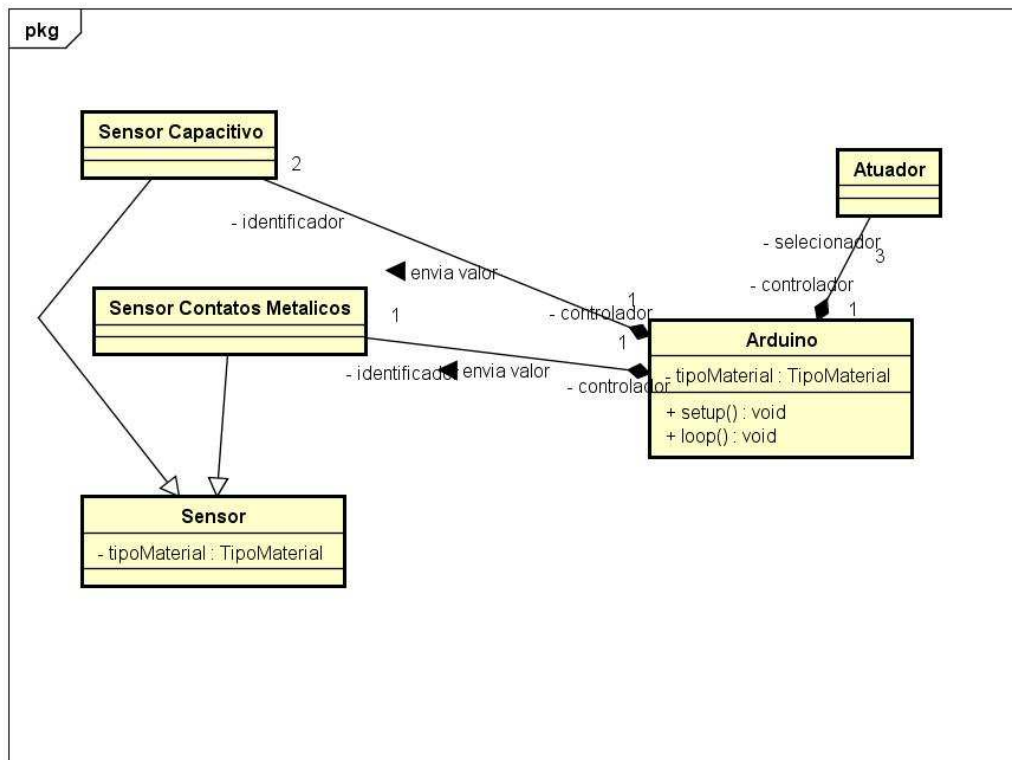 pkg
Sensor Capacitivo
2
- identificador
Atuador
- selecionador
3
- controlador
1
envia valor
1
- controlador
Sensor Contatos Metalicos
1
- identificador
envia valor
1
- controlador
Arduino
- tipoMaterial : TipoMaterial
+ setup() : void
+ loop() : void
Sensor
- tipoMaterial : TipoMaterial